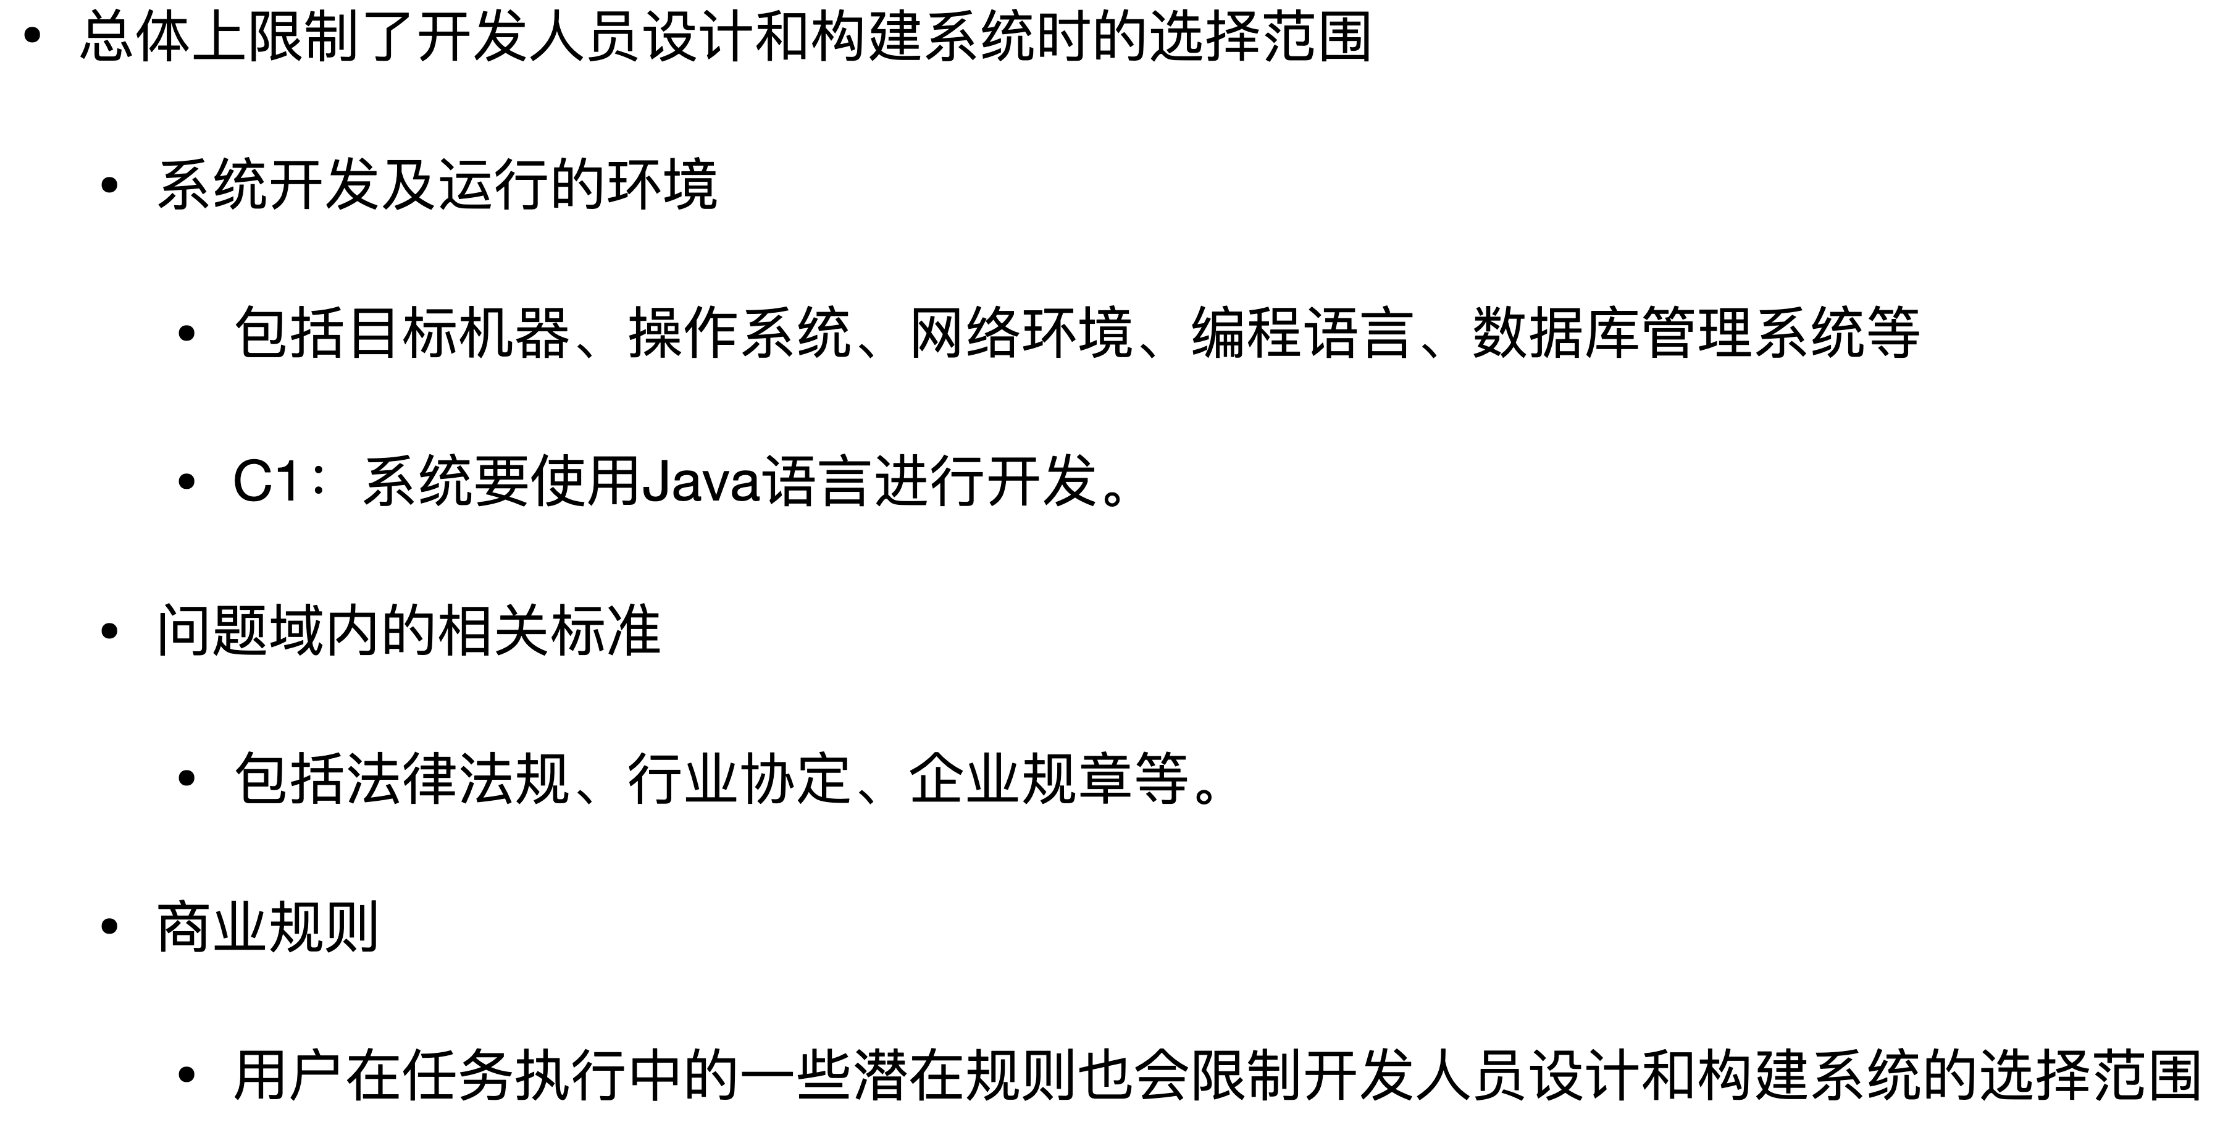 • 总体上限制了开发人员设计和构建系统时的选择范围
• 系统开发及运行的环境
• 包括目标机器、操作系统、网络环境、编程语言、数据库管理系统等
• C1：系统要使用Java语言进行开发。
• 问题域内的相关标准
• 包括法律法规、行业协定、企业规章等。
• 商业规则
• 用户在任务执行中的一些潜在规则也会限制开发人员设计和构建系统的选择范围